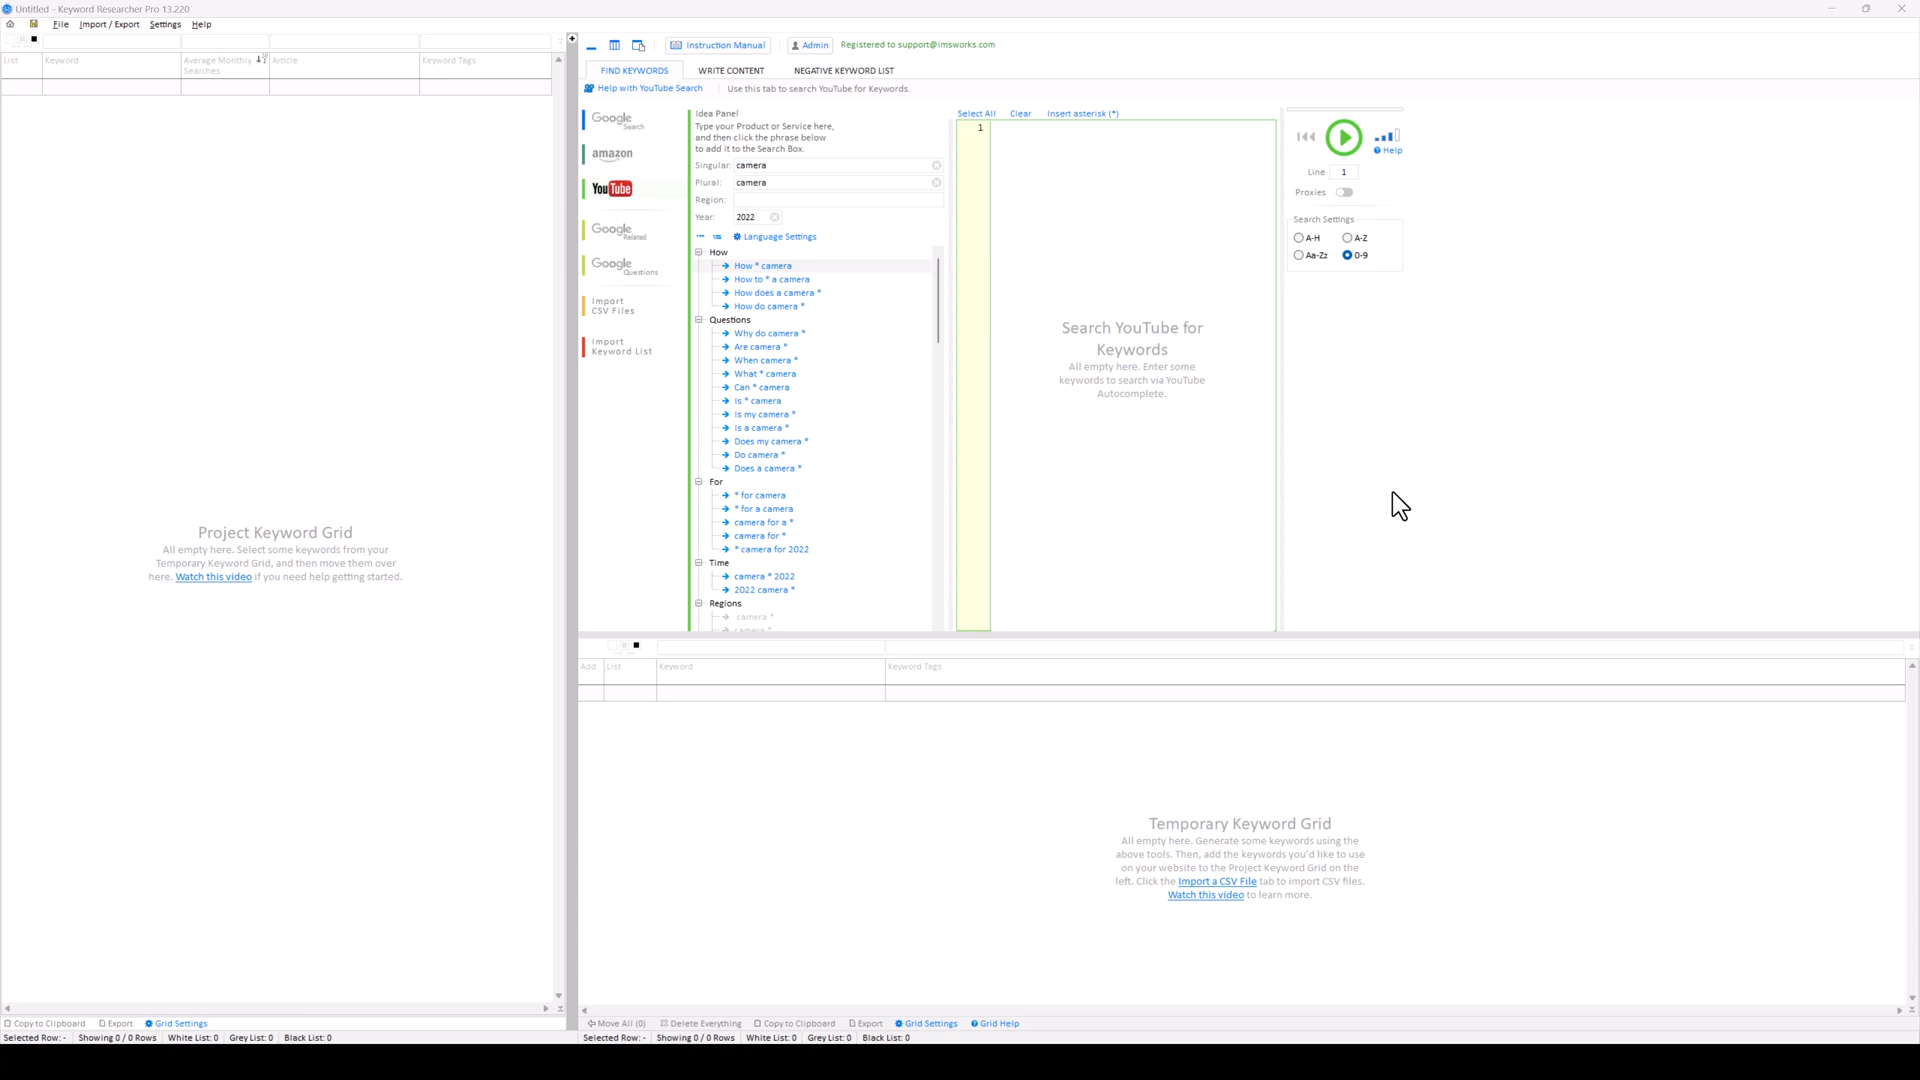 Untitled - Keyword Researcher Pro 13.220
File Import / Export Settings Help
List Keyword Average Monthly Searches Article Keyword Tags
Project Keyword Grid
All empty here. Select some keywords from your
Temporary Keyword Grid, and then move them over
here. Watch this video if you need help getting started.
Copy to Clipboard Export Grid Settings
Selected Row: - Showing 0 / 0 Rows White List: 0 Grey List: 0 Black List: 0
Instruction Manual Admin Registered to support@imsworks.com
FIND KEYWORDS WRITE CONTENT NEGATIVE KEYWORD LIST
Help with YouTube Search Use this tab to search YouTube for Keywords.
Google Search
amazon
YouTube
Google Related
Google Questions
Import
CSV Files
Import
Keyword List
Idea Panel
Type your Product or Service here,
and then click the phrase below
to add it to the Search Box.
Singular: camera
Plural: camera
Region:
Year: 2022
Language Settings
How
How * camera
How to * a camera
How does a camera *
How do camera *
Questions
Why do camera *
Are camera *
When camera *
What * camera
Can * camera
Is * camera
Is my camera *
Is a camera *
Does my camera *
Do camera *
Does a camera *
For
* for camera
* for a camera
camera for a *
camera for *
* camera for 2022
Time
camera * 2022
2022 camera *
Regions
camera *
camera *
Select All Clear Insert asterisk (*)
1
Search YouTube for
Keywords
All empty here. Enter some
keywords to search via YouTube
Autocomplete.
Help
Line 1
Proxies
Search Settings
A-H A-Z
Aa-Zz 0-9
Add List Keyword Keyword Tags
Temporary Keyword Grid
All empty here. Generate some keywords using the
above tools. Then, add the keywords you'd like to use
on your website to the Project Keyword Grid on the
left. Click the Import a CSV File tab to import CSV files.
Watch this video to learn more.
Move All (0) Delete Everything Copy to Clipboard Export Grid Settings Grid Help
Selected Row: - Showing 0 / 0 Rows White List: 0 Grey List: 0 Black List: 0